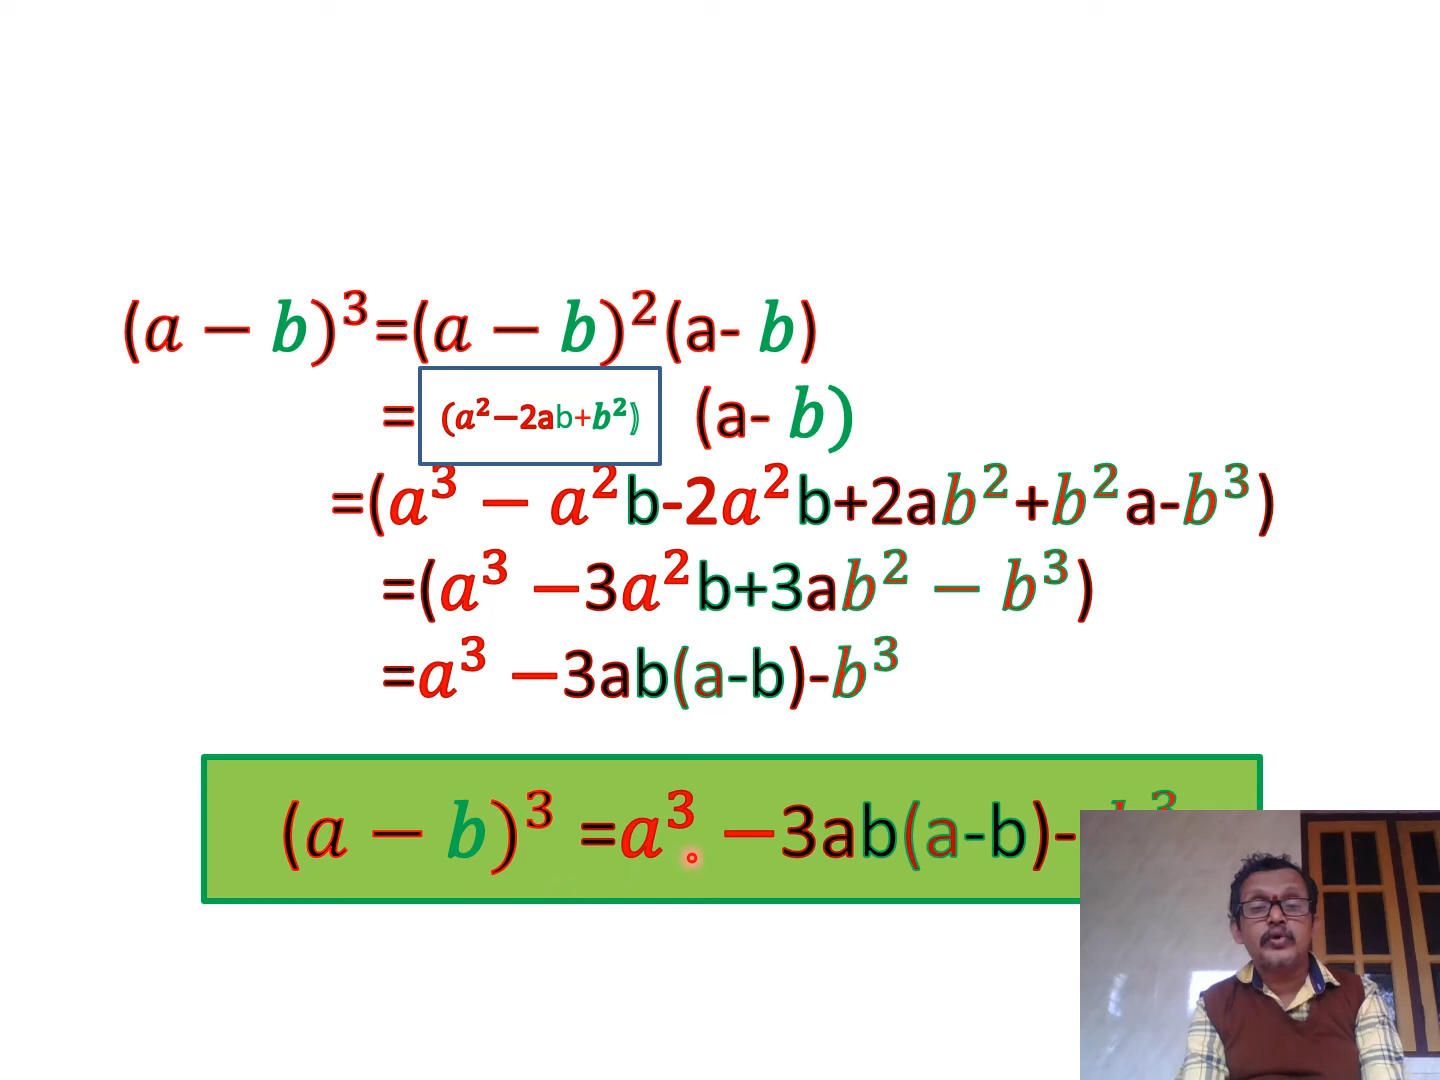 (a − b)³=(a − b)²(a- b)
= (a²−2ab+b²) (a- b)
=(a³ − a²b-2a²b+2ab²+b²a-b³)
=(a³ −3a²b+3ab² − b³)
=a³ −3ab(a-b)-b³
(a − b)³ =a³ −3ab(a-b)-b³